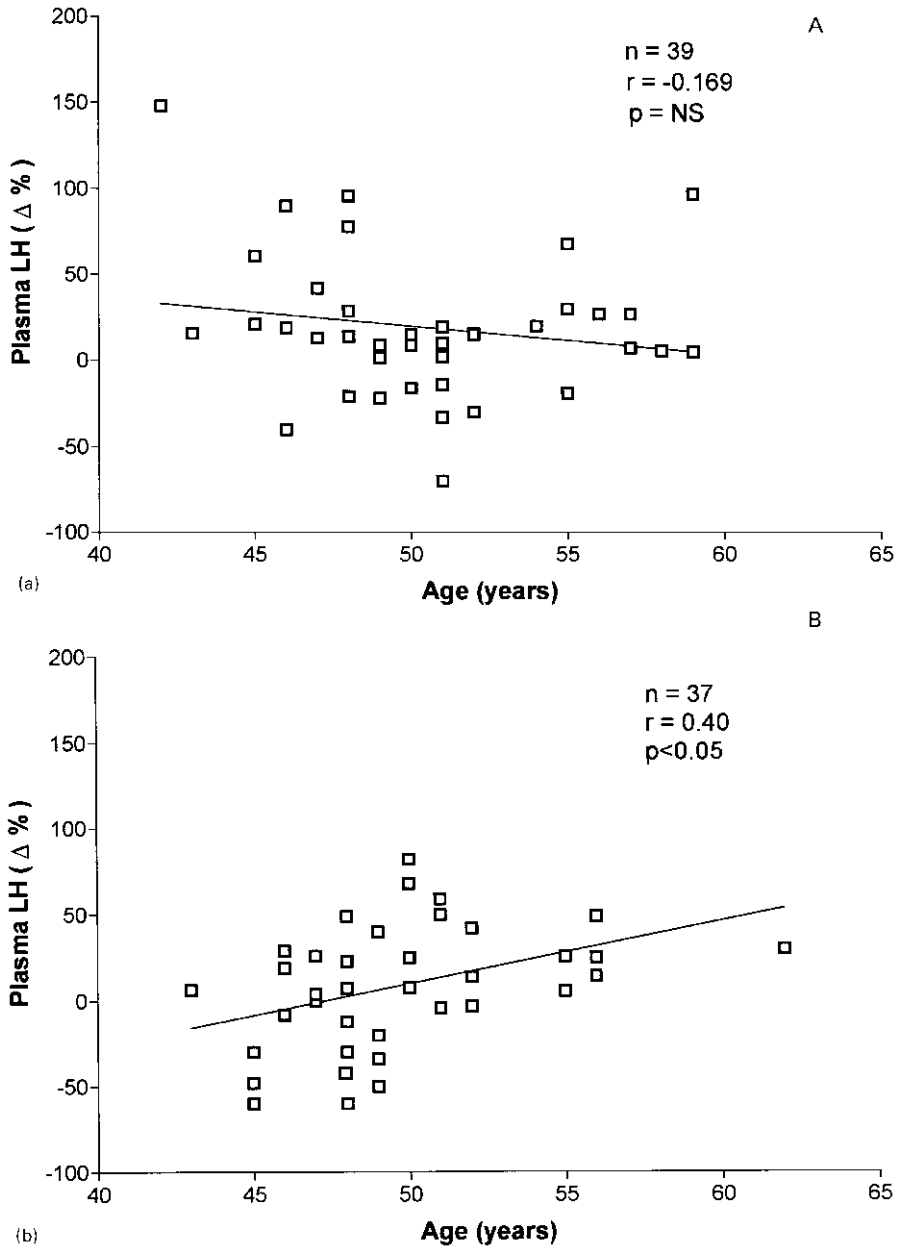 A
n = 39
r = -0.169
p = NS
200
150
100
50
0
-50
-100
Plasma LH ( Δ % )
40 45 50 55 60 65
Age (years)
(a)
B
n = 37
r = 0.40
p<0.05
200
150
100
50
0
-50
-100
Plasma LH ( Δ % )
40 45 50 55 60 65
Age (years)
(b)